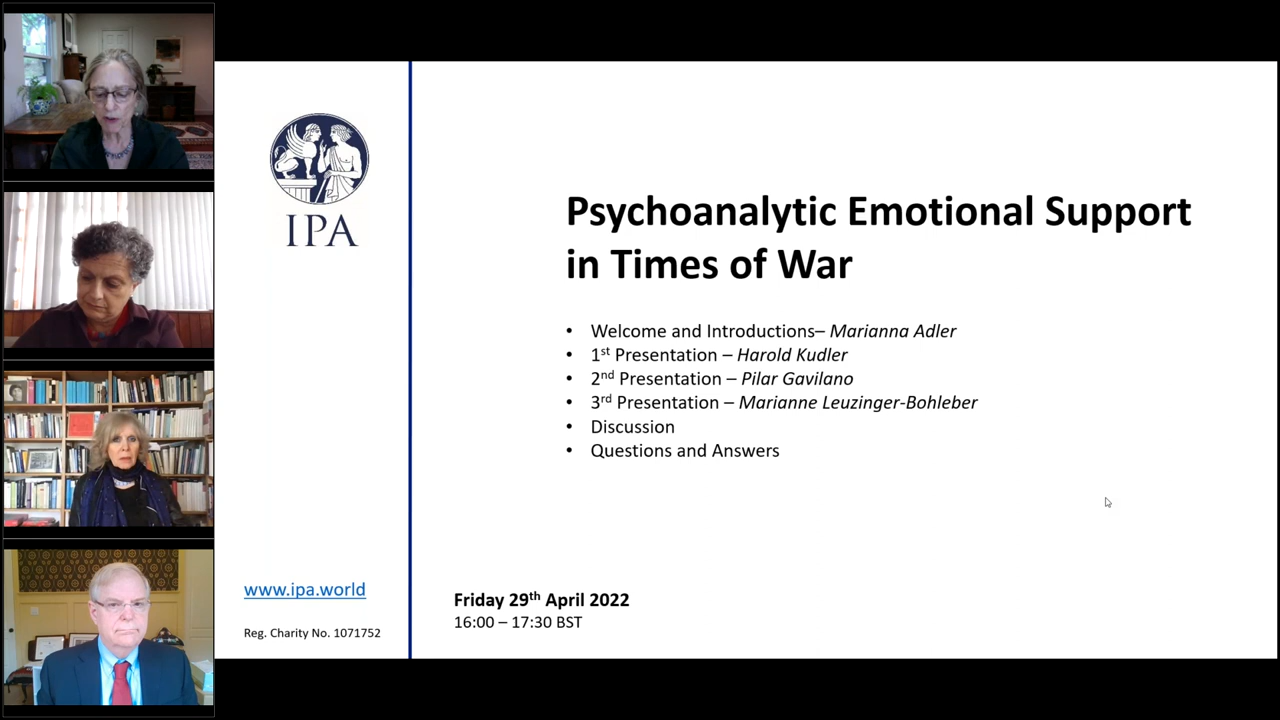 IPA
Psychoanalytic Emotional Support
in Times of War
• Welcome and Introductions– Marianna Adler
• 1st Presentation – Harold Kudler
• 2nd Presentation – Pilar Gavilano
• 3rd Presentation – Marianne Leuzinger-Bohleber
• Discussion
• Questions and Answers
www.ipa.world
Reg. Charity No. 1071752
Friday 29th April 2022
16:00 – 17:30 BST